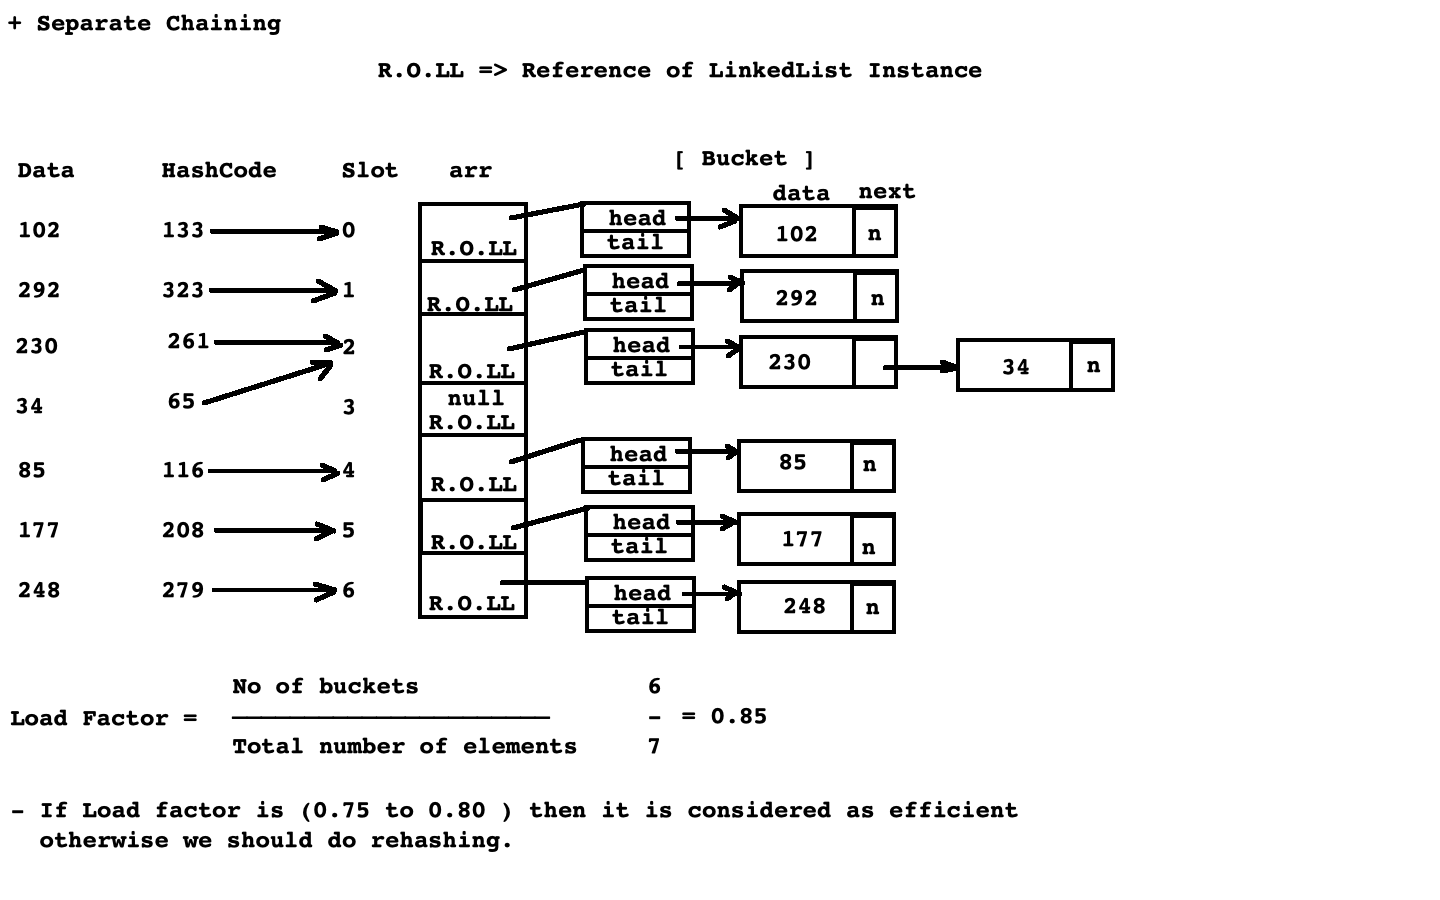 + Separate Chaining
R.O.LL => Reference of LinkedList Instance
[ Bucket ]
Data HashCode Slot arr
data next
102 133 0 R.O.LL head tail 102 n
292 323 1 R.O.LL head tail 292 n
230 261 2 R.O.LL head tail 230 34 n
34 65 3 null R.O.LL
85 116 4 R.O.LL head tail 85 n
177 208 5 R.O.LL head tail 177 n
248 279 6 R.O.LL head tail 248 n
No of buckets 6
Load Factor = — – = 0.85
Total number of elements 7
– If Load factor is (0.75 to 0.80 ) then it is considered as efficient
otherwise we should do rehashing.